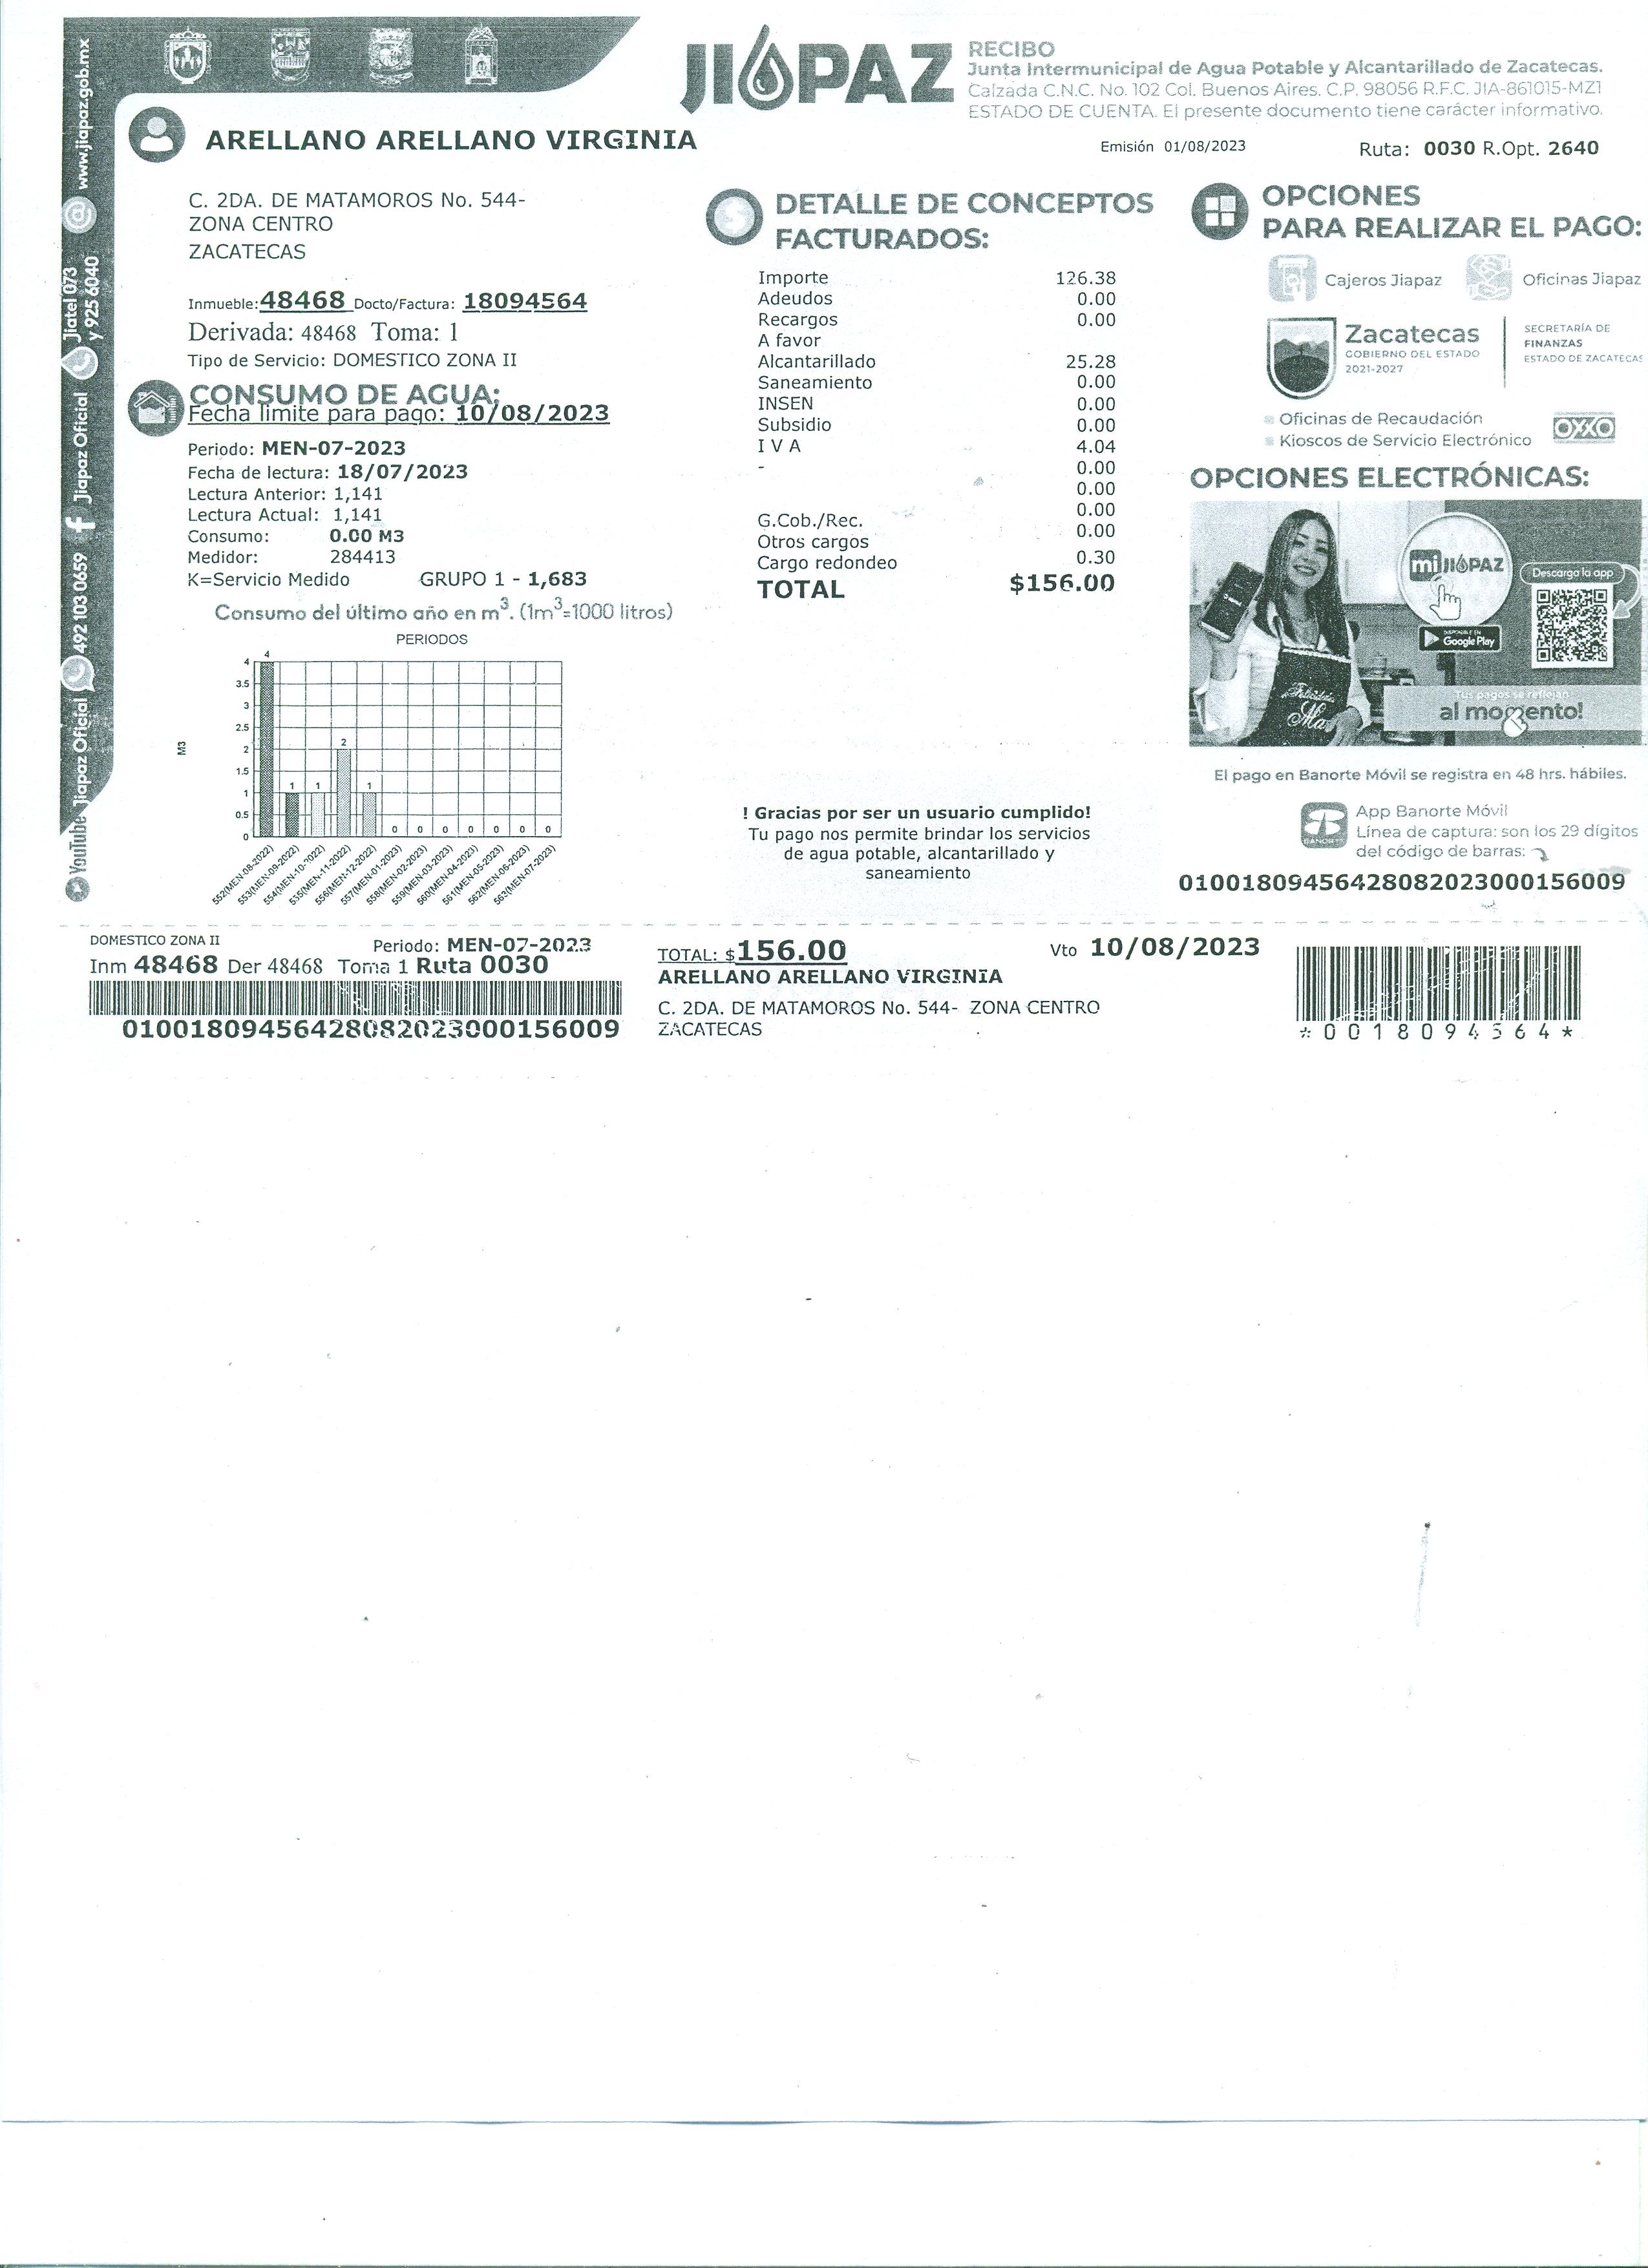 JIAPAZ
RECIBO
Junta Intermunicipal de Agua Potable y Alcantarillado de Zacatecas.
Calzada C.N.C. No. 102 Col. Buenos Aires. C.P. 98056 R.F.C. JIA-861015-MZ1
ESTADO DE CUENTA. El presente documento tiene carácter informativo.
ARELLANO ARELLANO VIRGINIA
Emisión 01/08/2023
Ruta: 0030 R.Opt. 2640
www.jiapaz.gob.mx
Jiatel 073
y 925 6040
Jiapaz Oficial
492 103 0659
YouTube Jiapaz Oficial
C. 2DA. DE MATAMOROS No. 544-
ZONA CENTRO
ZACATECAS
Inmueble:48468 Docto/Factura: 18094564
Derivada: 48468 Toma: 1
Tipo de Servicio: DOMESTICO ZONA II
CONSUMO DE AGUA:
Fecha limite para pago: 10/08/2023
Periodo: MEN-07-2023
Fecha de lectura: 18/07/2023
Lectura Anterior: 1,141
Lectura Actual: 1,141
Consumo: 0.00 M3
Medidor: 284413
K=Servicio Medido GRUPO 1 - 1,683
Consumo del último año en m³. (1m³=1000 litros)
PERIODOS
M3
4
3.5
3
2.5
2
1.5
1
0.5
0
4 1 1 2 1 0 0 0 0 0 0 0
552(MEN-08-2022)
553(MEN-09-2022)
554(MEN-10-2022)
555(MEN-11-2022)
556(MEN-12-2022)
557(MEN-01-2023)
558(MEN-02-2023)
559(MEN-03-2023)
560(MEN-04-2023)
561(MEN-05-2023)
562(MEN-06-2023)
563(MEN-07-2023)
DETALLE DE CONCEPTOS
FACTURADOS:
Importe 126.38
Adeudos 0.00
Recargos 0.00
A favor
Alcantarillado 25.28
Saneamiento 0.00
INSEN 0.00
Subsidio 0.00
I V A 4.04
- 0.00
0.00
G.Cob./Rec. 0.00
Otros cargos 0.00
Cargo redondeo 0.30
TOTAL $156.00
! Gracias por ser un usuario cumplido!
Tu pago nos permite brindar los servicios
de agua potable, alcantarillado y
saneamiento
OPCIONES
PARA REALIZAR EL PAGO:
Cajeros Jiapaz
Oficinas Jiapaz
Zacatecas
GOBIERNO DEL ESTADO
2021-2027
SECRETARÍA DE
FINANZAS
ESTADO DE ZACATECAS
Oficinas de Recaudación
Kioscos de Servicio Electrónico
OXXO
OPCIONES ELECTRÓNICAS:
mi JIAPAZ
Descarga la app
DISPONIBLE EN
Google Play
Tus pagos se reflejan
al momento!
El pago en Banorte Móvil se registra en 48 hrs. hábiles.
BANORTE
App Banorte Móvil
Línea de captura: son los 29 dígitos
del código de barras:
01001809456428082023000156009
DOMESTICO ZONA II
Periodo: MEN-07-2023
Inm 48468 Der 48468 Toma 1 Ruta 0030
01001809456428082023000156009
TOTAL: $156.00
Vto 10/08/2023
ARELLANO ARELLANO VIRGINIA
C. 2DA. DE MATAMOROS No. 544- ZONA CENTRO
ZACATECAS
*0018094564*